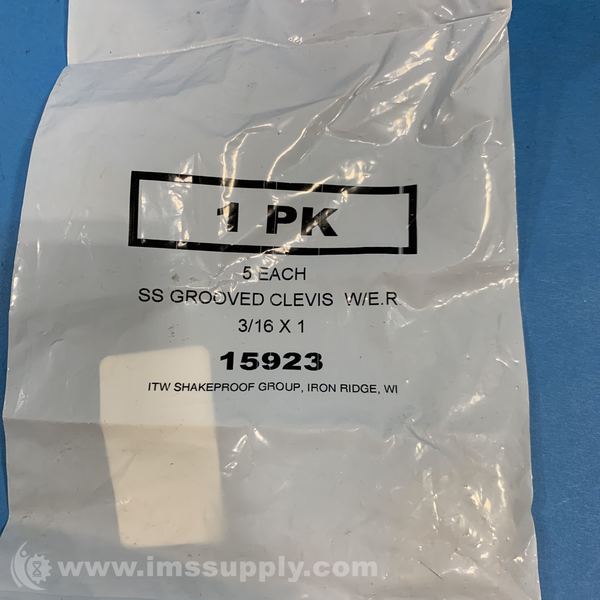 1 PK
5 EACH
SS GROOVED CLEVIS W/E.R
3/16 X 1
15923
ITW SHAKEPROOF GROUP, IRON RIDGE, WI
www.imssupply.com